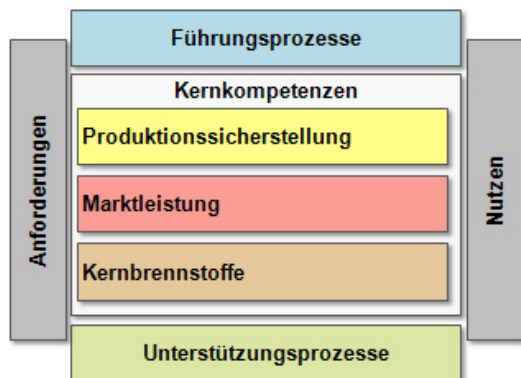 Führungsprozesse
Anforderungen
Kernkompetenzen
Produktionssicherstellung
Marktleistung
Kernbrennstoffe
Nutzen
Unterstützungsprozesse